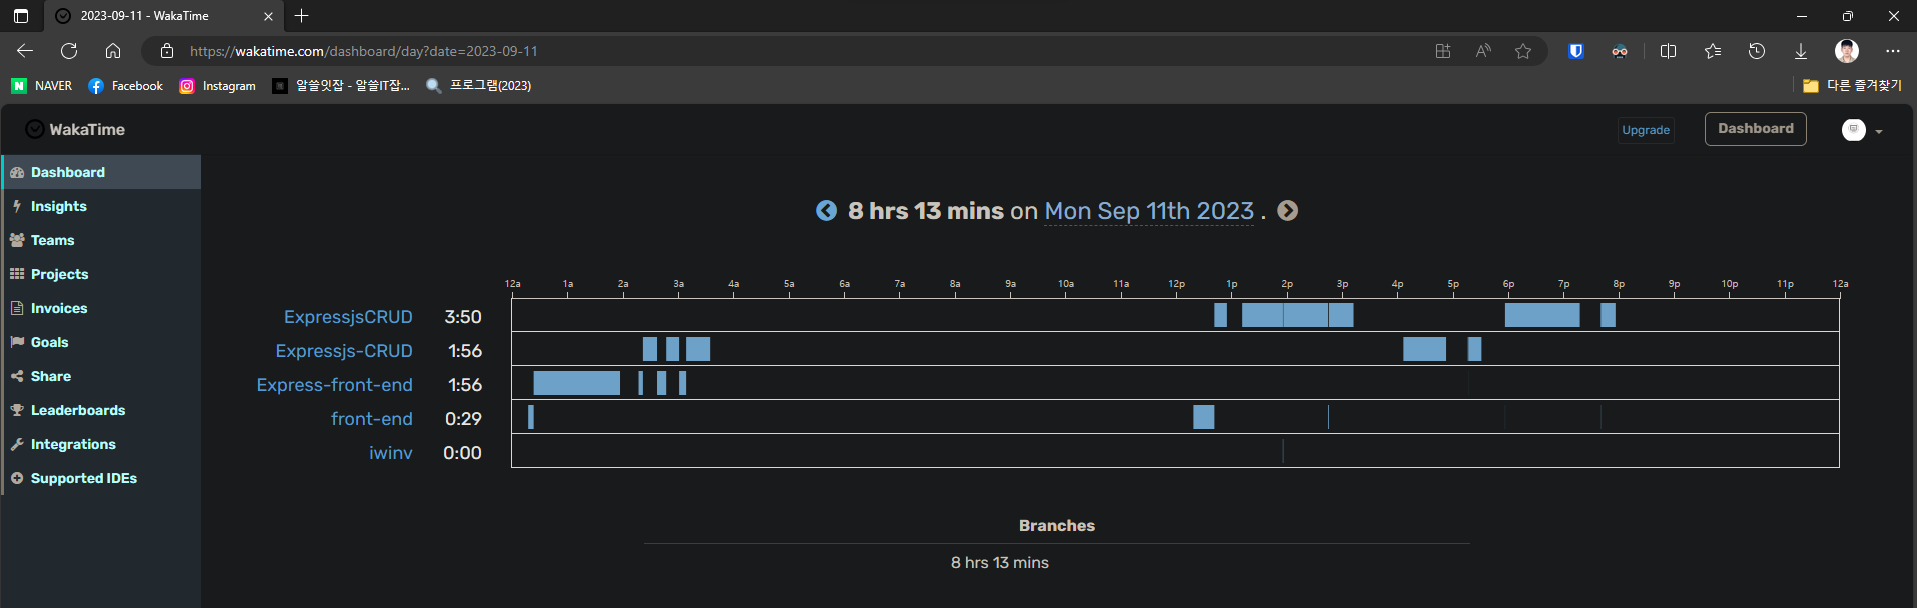 2023-09-11 - WakaTime
https://wakatime.com/dashboard/day?date=2023-09-11
NAVER Facebook Instagram 알쓸잇잡 - 알쓸IT잡... 프로그램(2023) 다른 즐겨찾기
WakaTime Upgrade Dashboard
Dashboard
Insights
Teams
Projects
Invoices
Goals
Share
Leaderboards
Integrations
Supported IDEs
8 hrs 13 mins on Mon Sep 11th 2023 .
12a 1a 2a 3a 4a 5a 6a 7a 8a 9a 10a 11a 12p 1p 2p 3p 4p 5p 6p 7p 8p 9p 10p 11p 12a
ExpressjsCRUD 3:50
Expressjs-CRUD 1:56
Express-front-end 1:56
front-end 0:29
iwinv 0:00
Branches
8 hrs 13 mins